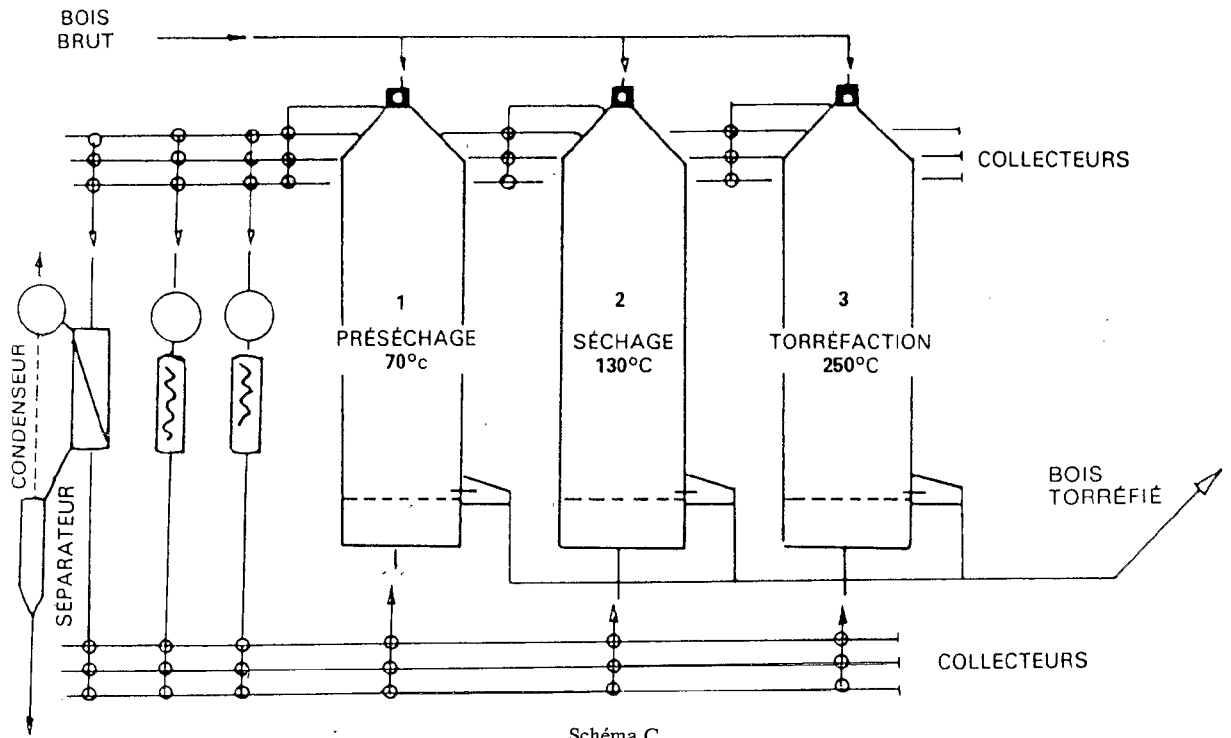 BOIS
BRUT
COLLECTEURS
1
PRÉSÉCHAGE
70°c
2
SÉCHAGE
130°C
3
TORRÉFACTION
250°C
CONDENSEUR
SÉPARATEUR
BOIS
TORRÉFIÉ
COLLECTEURS
Schéma C